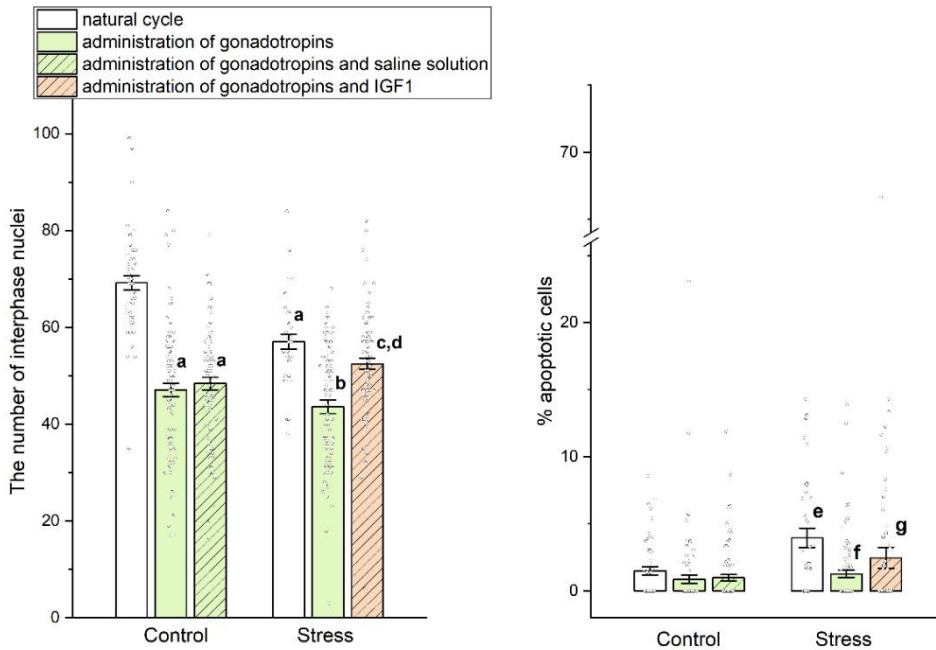 natural cycle
administration of gonadotropins
administration of gonadotropins and saline solution
administration of gonadotropins and IGF1
The number of interphase nuclei
100
80
60
40
20
0
a
a
a
b
c,d
Control
Stress
% apoptotic cells
70
20
10
0
e
f
g
Control
Stress